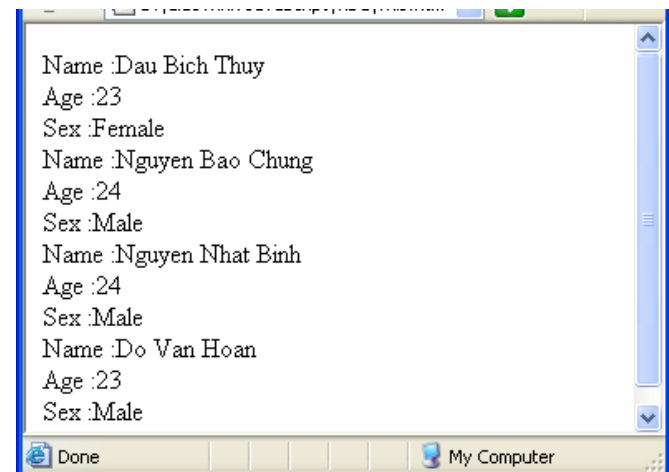 Name :Dau Bich Thuy
Age :23
Sex :Female
Name :Nguyen Bao Chung
Age :24
Sex :Male
Name :Nguyen Nhat Binh
Age :24
Sex :Male
Name :Do Van Hoan
Age :23
Sex :Male
Done My Computer